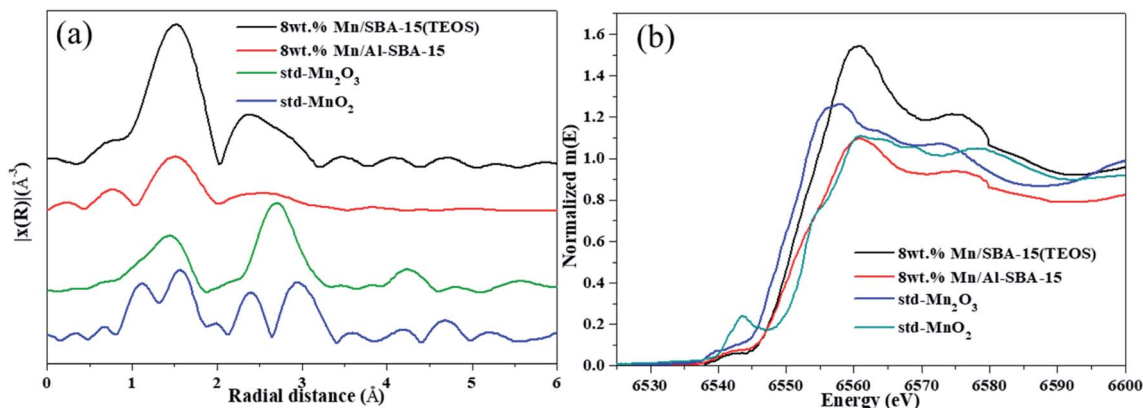 (a)
8wt.% Mn/SBA-15(TEOS)
8wt.% Mn/Al-SBA-15
std-Mn₂O₃
std-MnO₂
|x(R)|(Å⁻³)
0 1 2 3 4 5 6
Radial distance (Å)
(b)
1.6
1.4
1.2
1.0
0.8
0.6
0.4
0.2
0.0
Normalized m(E)
8wt.% Mn/SBA-15(TEOS)
8wt.% Mn/Al-SBA-15
std-Mn₂O₃
std-MnO₂
6530 6540 6550 6560 6570 6580 6590 6600
Energy (eV)